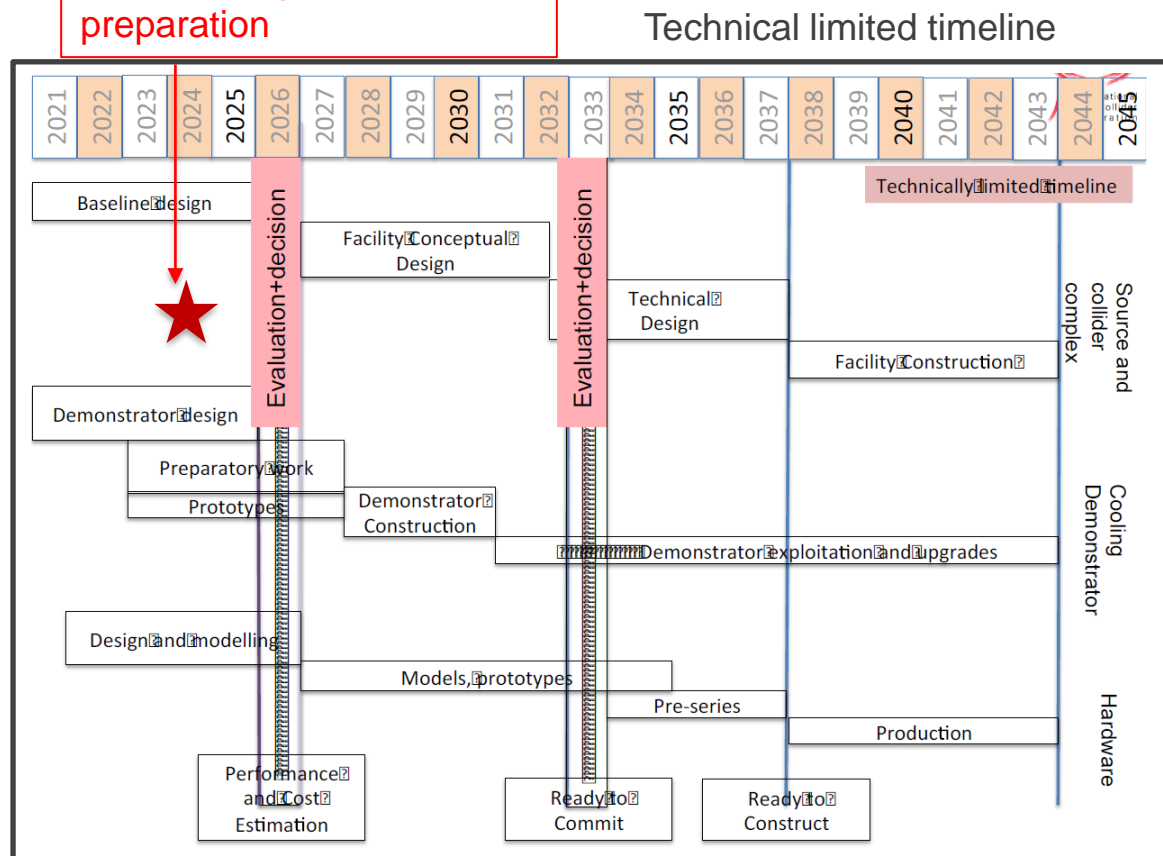 preparation
Technical limited timeline
2021 2022 2023 2024 2025 2026 2027 2028 2029 2030 2031 2032 2033 2034 2035 2036 2037 2038 2039 2040 2041 2042 2043 2044 2045
Technically limited timeline
Baseline design
Evaluation+decision
Evaluation+decision
Facility Conceptual
Design
Technical
Design
Facility Construction
Source and
collider
complex
Demonstrator design
Preparatory work
Prototypes
Demonstrator
Construction
Demonstrator exploitation and upgrades
Cooling
Demonstrator
Design and modelling
Models, prototypes
Pre-series
Production
Hardware
Performance
and Cost
Estimation
Ready to
Commit
Ready to
Construct